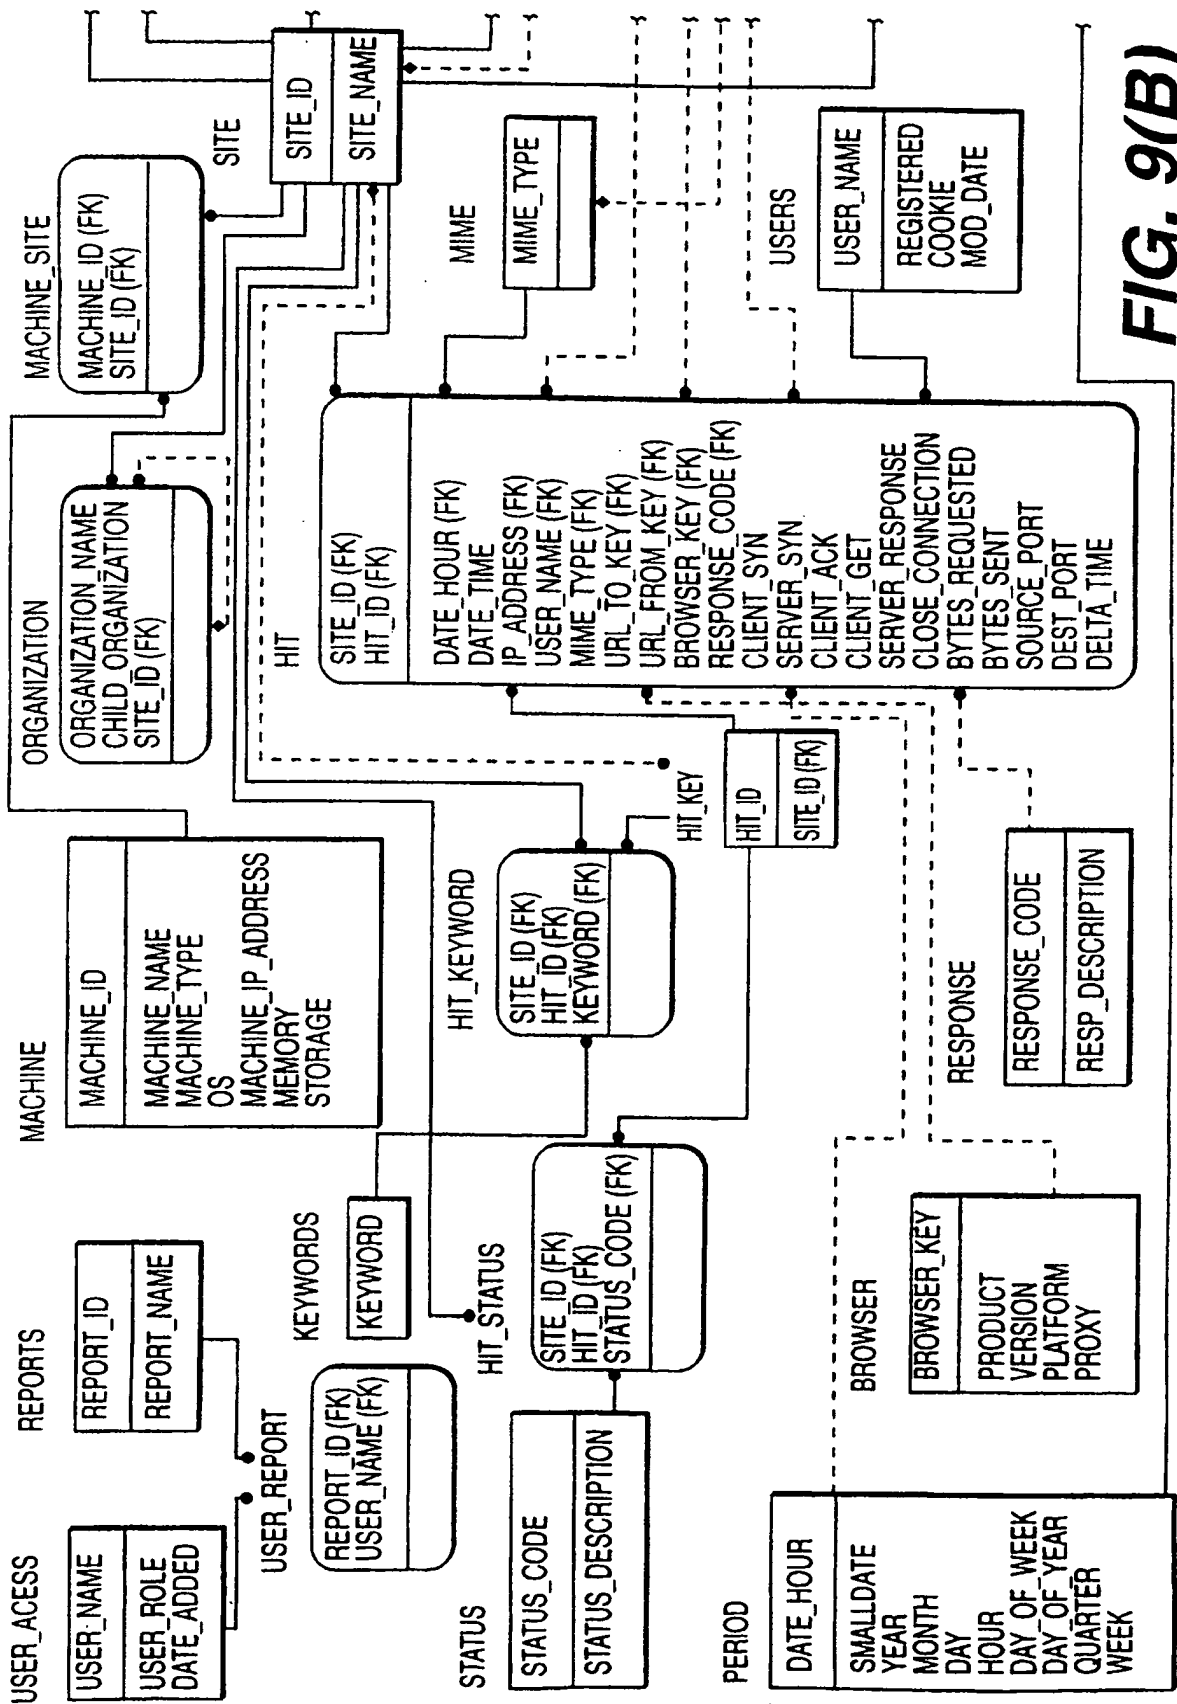 USER_ACESS
USER_NAME
USER_ROLE
DATE_ADDED
REPORTS
REPORT_ID
REPORT_NAME
USER_REPORT
REPORT_ID (FK)
USER_NAME (FK)
MACHINE
MACHINE_ID
MACHINE_NAME
MACHINE_TYPE
OS
MACHINE_IP_ADDRESS
MEMORY
STORAGE
ORGANIZATION
ORGANIZATION NAME
CHILD_ORGANIZATION
SITE_ID (FK)
MACHINE_SITE
MACHINE_ID (FK)
SITE_ID (FK)
SITE
SITE_ID
SITE_NAME
KEYWORDS
KEYWORD
HIT_KEYWORD
SITE_ID (FK)
HIT_ID (FK)
KEYWORD (FK)
HIT_STATUS
SITE_ID (FK)
HIT_ID (FK)
STATUS_CODE (FK)
STATUS
STATUS_CODE
STATUS_DESCRIPTION
HIT_KEY
HIT_ID
SITE_ID (FK)
HIT
SITE_ID (FK)
HIT_ID (FK)
DATE_HOUR (FK)
DATE_TIME
IP_ADDRESS (FK)
USER_NAME (FK)
MIME_TYPE (FK)
URL_TO_KEY (FK)
URL_FROM_KEY (FK)
BROWSER_KEY (FK)
RESPONSE_CODE (FK)
CLIENT_SYN
SERVER_SYN
CLIENT_ACK
CLIENT_GET
SERVER_RESPONSE
CLOSE_CONNECTION
BYTES_REQUESTED
BYTES_SENT
SOURCE_PORT
DEST_PORT
DELTA_TIME
MIME
MIME_TYPE
USERS
USER_NAME
REGISTERED
COOKIE
MOD_DATE
PERIOD
DATE_HOUR
SMALLDATE
YEAR
MONTH
DAY
HOUR
DAY_OF_WEEK
DAY_OF_YEAR
QUARTER
WEEK
BROWSER
BROWSER_KEY
PRODUCT
VERSION
PLATFORM
PROXY
RESPONSE
RESPONSE_CODE
RESP_DESCRIPTION
FIG. 9(B)